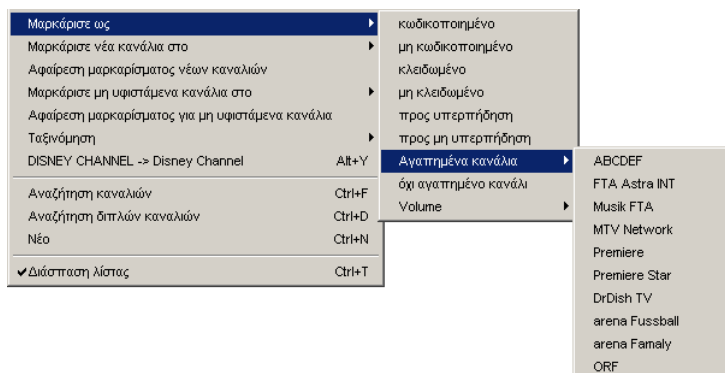 Μαρκάρισε ως
Μαρκάρισε νέα κανάλια στο
Αφαίρεση μαρκαρίσματος νέων καναλιών
Μαρκάρισε μη υφιστάμενα κανάλια στο
Αφαίρεση μαρκαρίσματος για μη υφιστάμενα κανάλια
Ταξινόμηση
DISNEY CHANNEL -> Disney Channel Alt+Y
Αναζήτηση καναλιών Ctrl+F
Αναζήτηση διπλών καναλιών Ctrl+D
Νέο Ctrl+N
Διάσπαση λίστας Ctrl+T
κωδικοποιημένο
μη κωδικοποιημένο
κλειδωμένο
μη κλειδωμένο
προς υπερπήδηση
προς μη υπερπήδηση
Αγαπημένα κανάλια
όχι αγαπημένο κανάλι
Volume
ABCDEF
FTA Astra INT
Musik FTA
MTV Network
Premiere
Premiere Star
DrDish TV
arena Fussball
arena Famaly
ORF